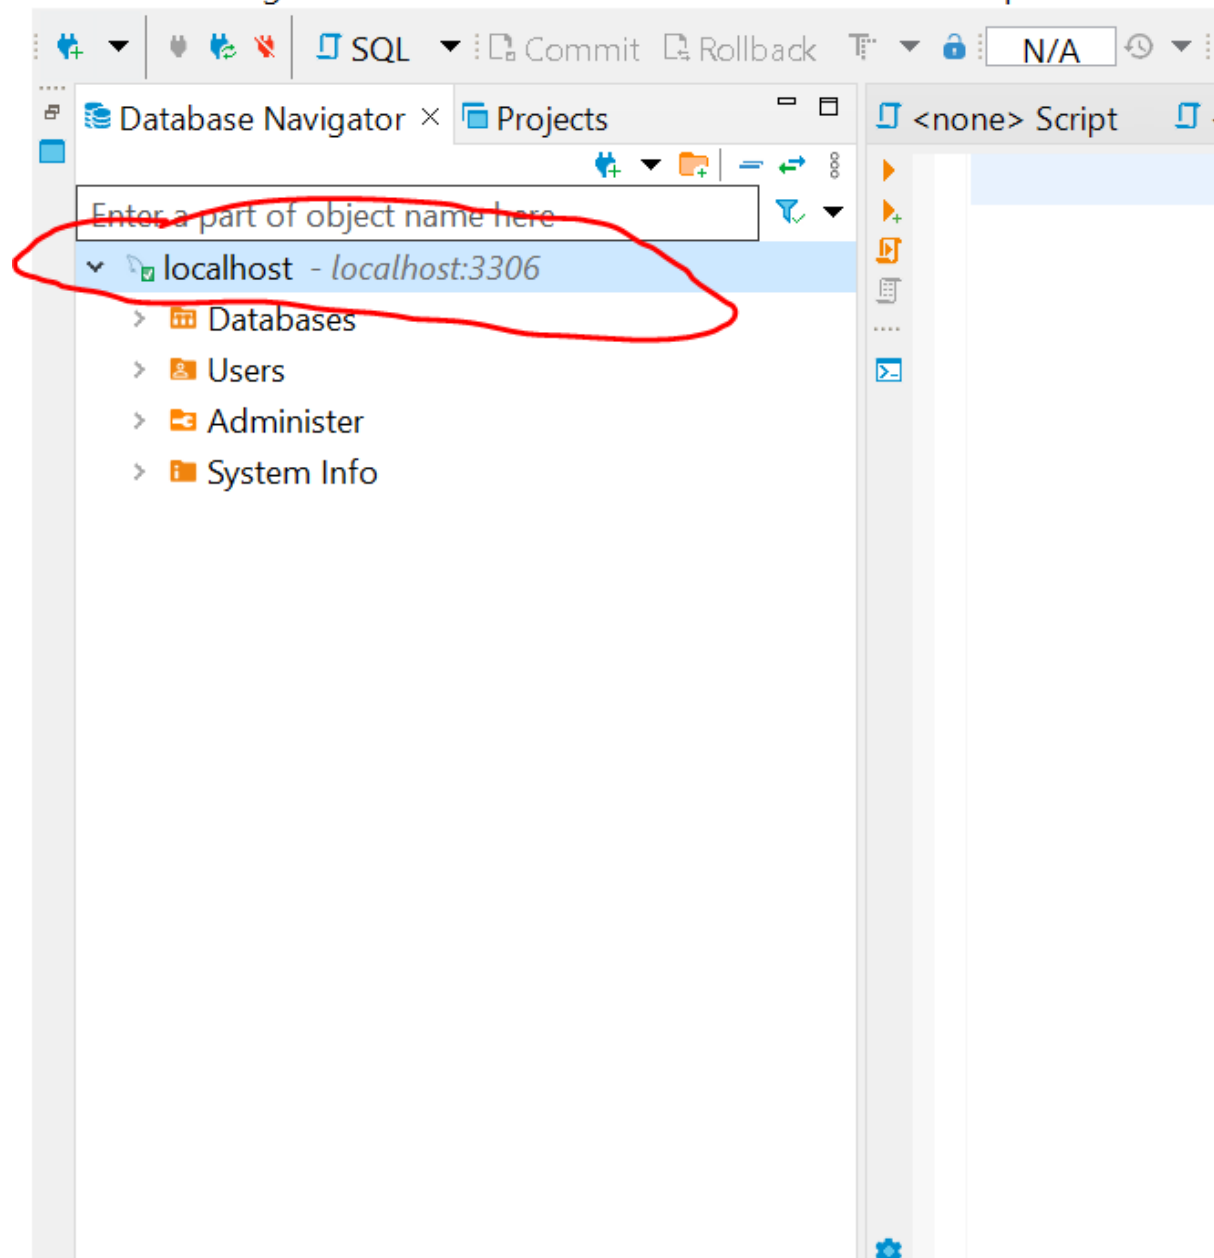 SQL Commit Rollback N/A
Database Navigator Projects <none> Script
Enter a part of object name here
localhost - localhost:3306
Databases
Users
Administer
System Info